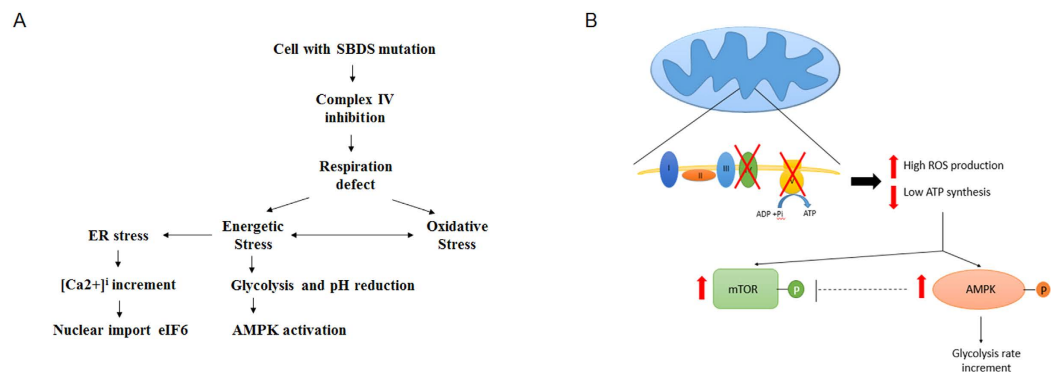 A
Cell with SBDS mutation
Complex IV
inhibition
Respiration
defect
ER stress
Energetic
Stress
Oxidative
Stress
[Ca2+]i increment
Glycolysis and pH reduction
Nuclear import eIF6
AMPK activation
B
I
II
III
IV
V
ADP +Pi
ATP
High ROS production
Low ATP synthesis
mTOR
p
AMPK
p
Glycolysis rate
increment